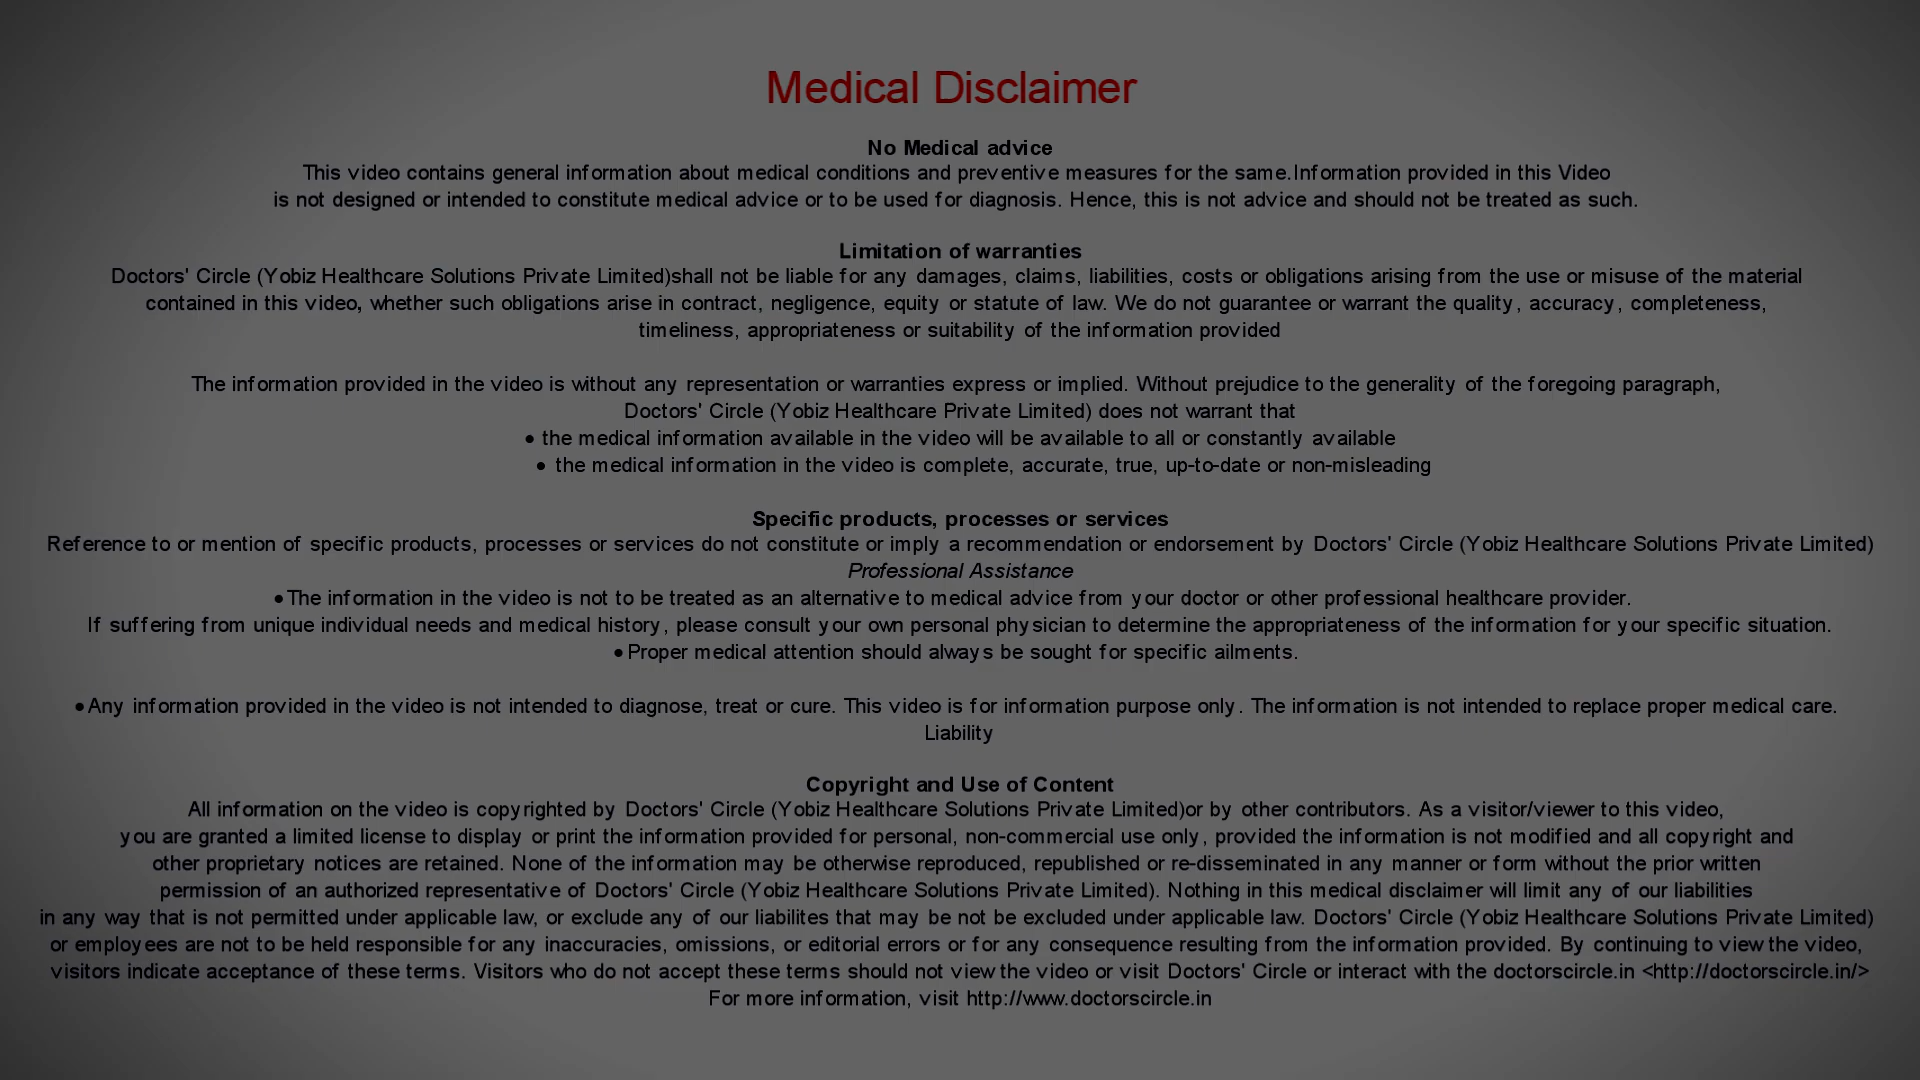 Medical Disclaimer
No Medical advice
This video contains general information about medical conditions and preventive measures for the same.Information provided in this Video
is not designed or intended to constitute medical advice or to be used for diagnosis. Hence, this is not advice and should not be treated as such.
Limitation of warranties
Doctors' Circle (Yobiz Healthcare Solutions Private Limited)shall not be liable for any damages, claims, liabilities, costs or obligations arising from the use or misuse of the material
contained in this video, whether such obligations arise in contract, negligence, equity or statute of law. We do not guarantee or warrant the quality, accuracy, completeness,
timeliness, appropriateness or suitability of the information provided
The information provided in the video is without any representation or warranties express or implied. Without prejudice to the generality of the foregoing paragraph,
Doctors' Circle (Yobiz Healthcare Private Limited) does not warrant that
• the medical information available in the video will be available to all or constantly available
• the medical information in the video is complete, accurate, true, up-to-date or non-misleading
Specific products, processes or services
Reference to or mention of specific products, processes or services do not constitute or imply a recommendation or endorsement by Doctors' Circle (Yobiz Healthcare Solutions Private Limited)
Professional Assistance
•The information in the video is not to be treated as an alternative to medical advice from your doctor or other professional healthcare provider.
If suffering from unique individual needs and medical history, please consult your own personal physician to determine the appropriateness of the information for your specific situation.
•Proper medical attention should always be sought for specific ailments.
•Any information provided in the video is not intended to diagnose, treat or cure. This video is for information purpose only. The information is not intended to replace proper medical care.
Liability
Copyright and Use of Content
All information on the video is copyrighted by Doctors' Circle (Yobiz Healthcare Solutions Private Limited)or by other contributors. As a visitor/viewer to this video,
you are granted a limited license to display or print the information provided for personal, non-commercial use only, provided the information is not modified and all copyright and
other proprietary notices are retained. None of the information may be otherwise reproduced, republished or re-disseminated in any manner or form without the prior written
permission of an authorized representative of Doctors' Circle (Yobiz Healthcare Solutions Private Limited). Nothing in this medical disclaimer will limit any of our liabilities
in any way that is not permitted under applicable law, or exclude any of our liabilites that may be not be excluded under applicable law. Doctors' Circle (Yobiz Healthcare Solutions Private Limited)
or employees are not to be held responsible for any inaccuracies, omissions, or editorial errors or for any consequence resulting from the information provided. By continuing to view the video,
visitors indicate acceptance of these terms. Visitors who do not accept these terms should not view the video or visit Doctors' Circle or interact with the doctorscircle.in <http://doctorscircle.in/>
For more information, visit http://www.doctorscircle.in